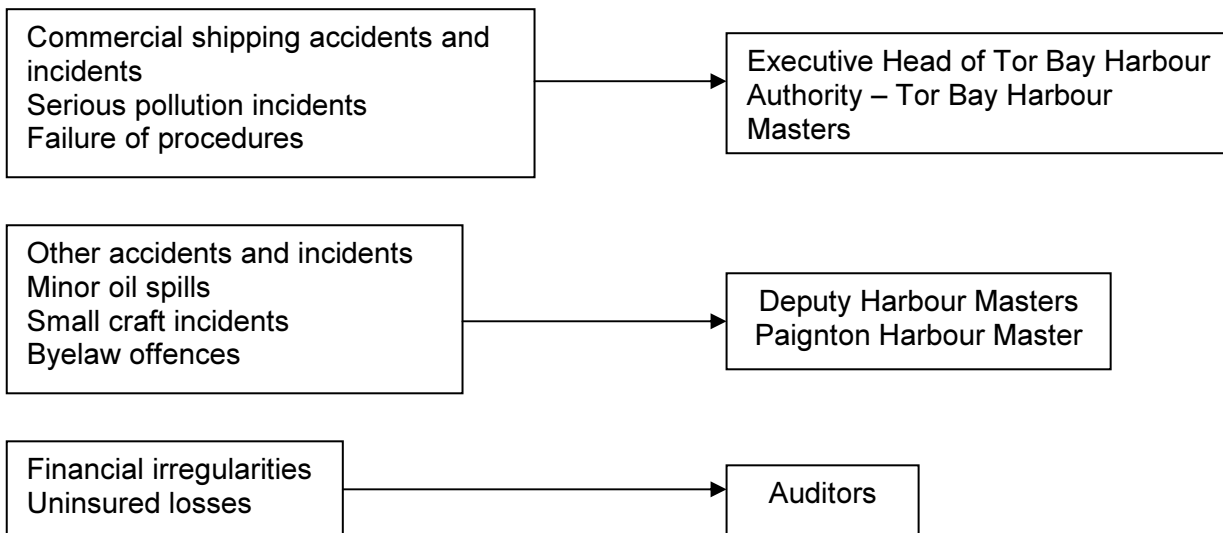 Commercial shipping accidents and
incidents
Serious pollution incidents
Failure of procedures
Executive Head of Tor Bay Harbour
Authority – Tor Bay Harbour
Masters
Other accidents and incidents
Minor oil spills
Small craft incidents
Byelaw offences
Deputy Harbour Masters
Paignton Harbour Master
Financial irregularities
Uninsured losses
Auditors